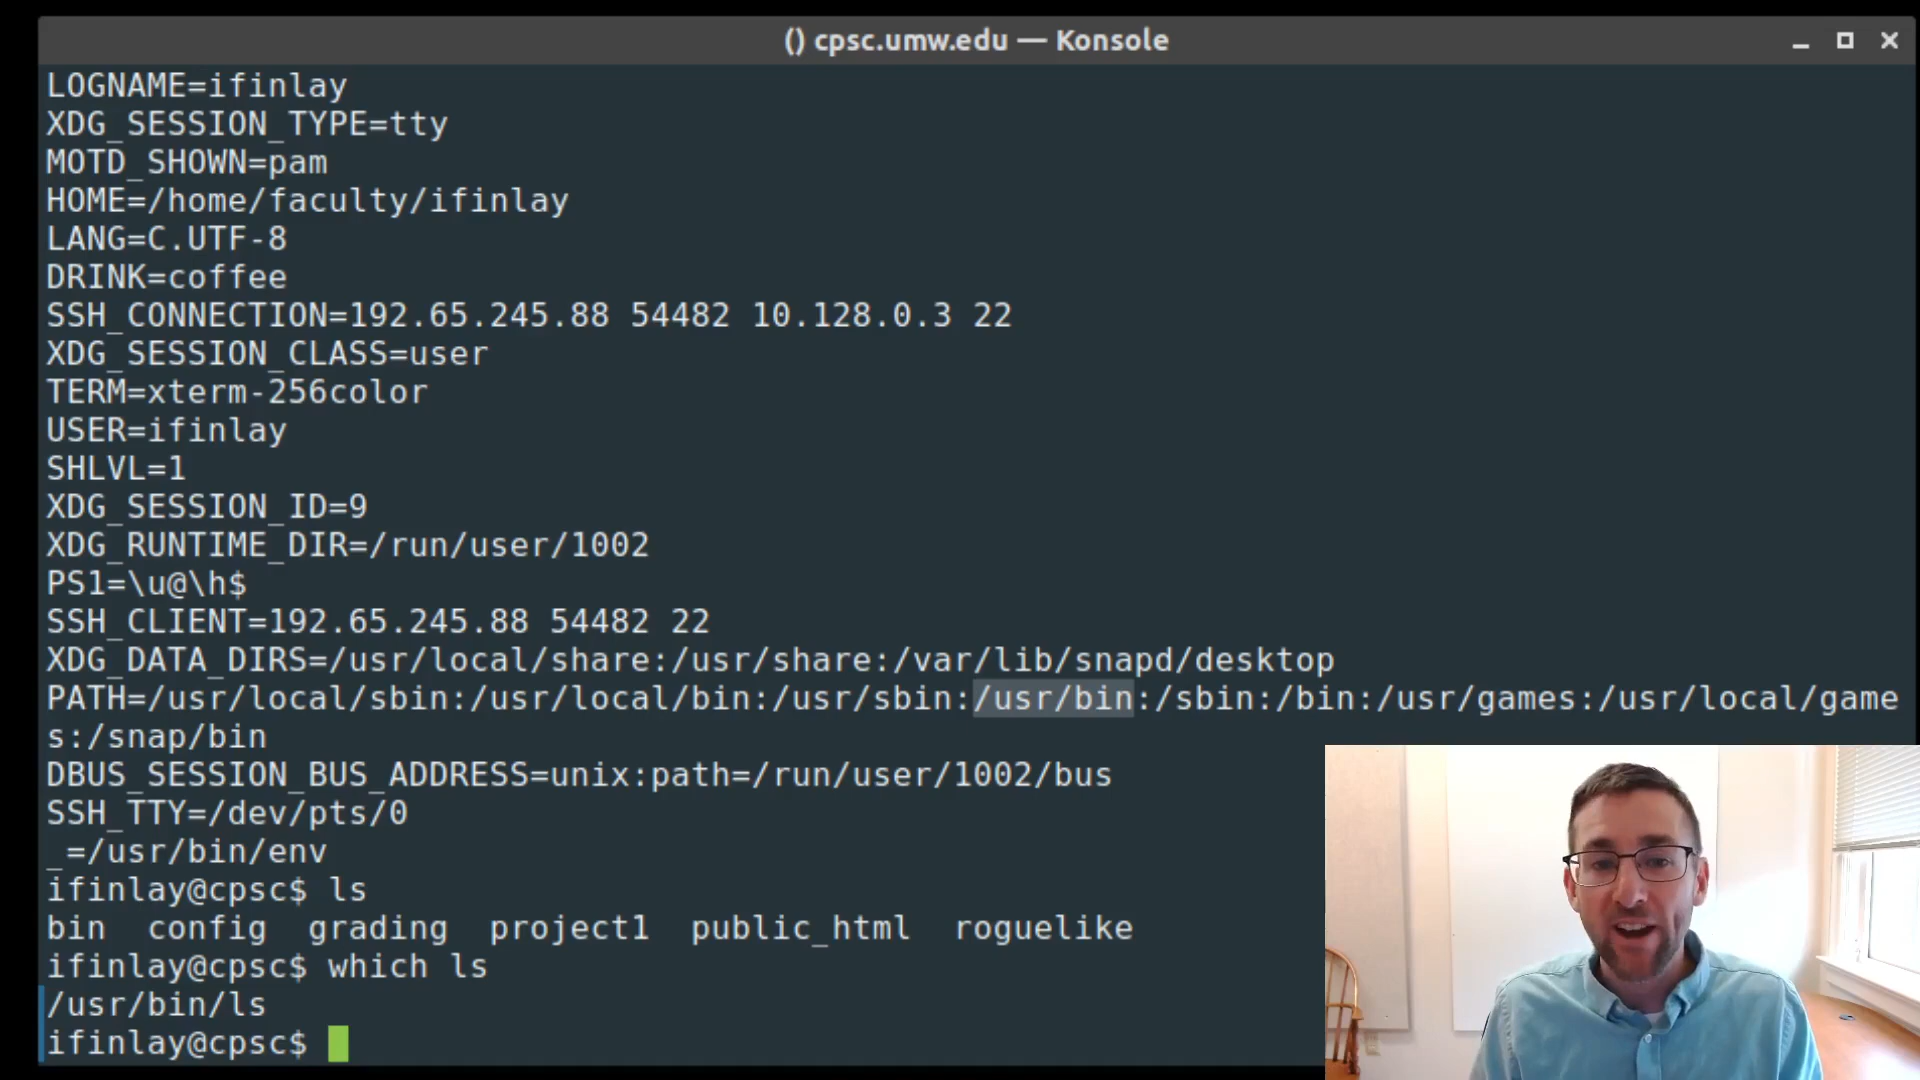 () cpsc.umw.edu — Konsole
LOGNAME=ifinlay
XDG_SESSION_TYPE=tty
MOTD_SHOWN=pam
HOME=/home/faculty/ifinlay
LANG=C.UTF-8
DRINK=coffee
SSH_CONNECTION=192.65.245.88 54482 10.128.0.3 22
XDG_SESSION_CLASS=user
TERM=xterm-256color
USER=ifinlay
SHLVL=1
XDG_SESSION_ID=9
XDG_RUNTIME_DIR=/run/user/1002
PS1=\u@\h$
SSH_CLIENT=192.65.245.88 54482 22
XDG_DATA_DIRS=/usr/local/share:/usr/share:/var/lib/snapd/desktop
PATH=/usr/local/sbin:/usr/local/bin:/usr/sbin:/usr/bin:/sbin:/bin:/usr/games:/usr/local/game
s:/snap/bin
DBUS_SESSION_BUS_ADDRESS=unix:path=/run/user/1002/bus
SSH_TTY=/dev/pts/0
_=/usr/bin/env
ifinlay@cpsc$ ls
bin config grading project1 public_html roguelike
ifinlay@cpsc$ which ls
/usr/bin/ls
ifinlay@cpsc$